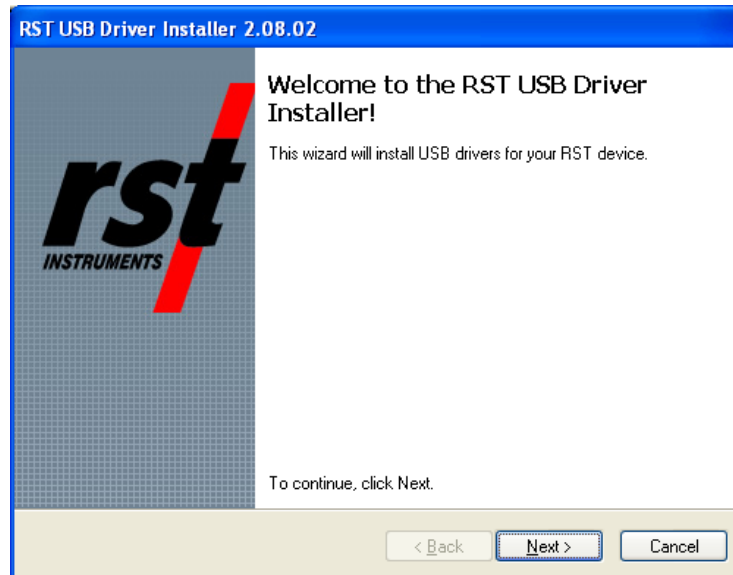 RST USB Driver Installer 2.08.02
Welcome to the RST USB Driver
Installer!
This wizard will install USB drivers for your RST device.
rst
INSTRUMENTS
To continue, click Next.
< Back
Next >
Cancel